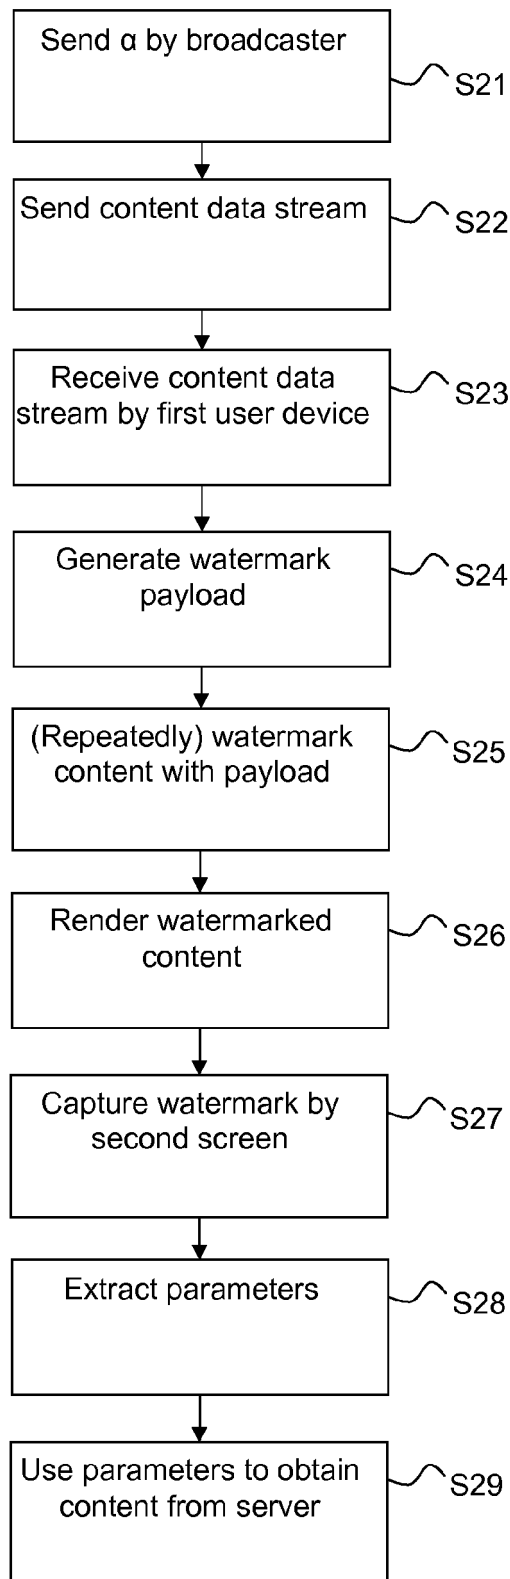 Send α by broadcaster
S21
Send content data stream
S22
Receive content data
stream by first user device
S23
Generate watermark
payload
S24
(Repeatedly) watermark
content with payload
S25
Render watermarked
content
S26
Capture watermark by
second screen
S27
Extract parameters
S28
Use parameters to obtain
content from server
S29